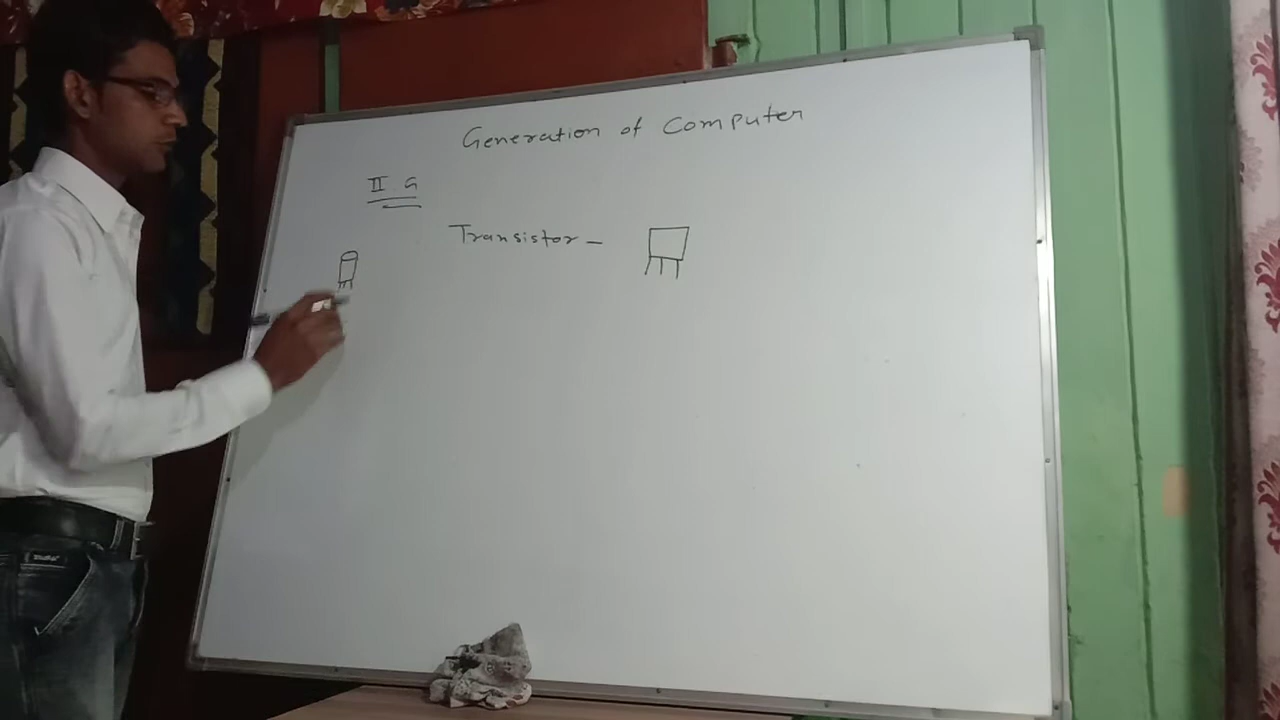 Generation of Computer
II. G
Transistor -